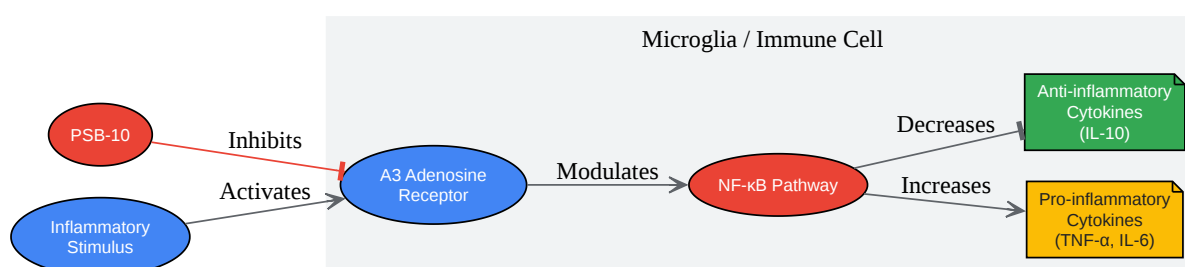 Microglia / Immune Cell
PSB-10
Inhibits
Inflammatory
Stimulus
Activates
A3 Adenosine
Receptor
Modulates
NF-κB Pathway
Decreases
Increases
Anti-inflammatory
Cytokines
(IL-10)
Pro-inflammatory
Cytokines
(TNF-α, IL-6)